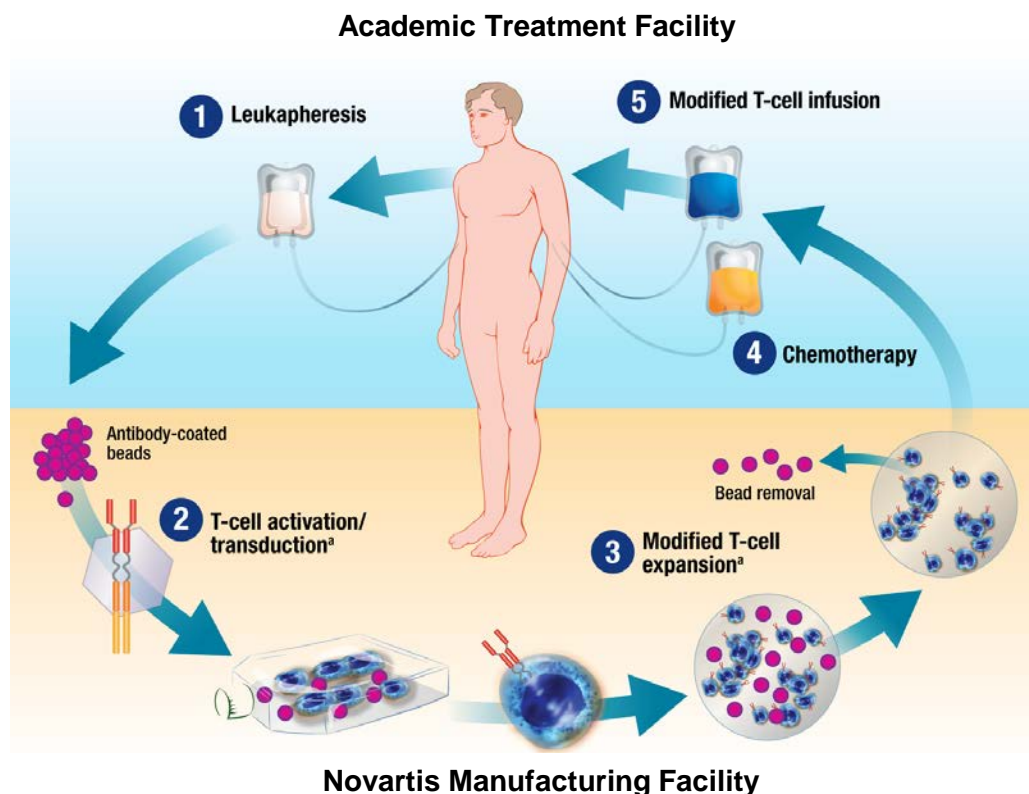 Academic Treatment Facility
1 Leukapheresis
5 Modified T-cell infusion
4 Chemotherapy
Antibody-coated
beads
2 T-cell activation/
transductionᵃ
Bead removal
3 Modified T-cell
expansionᵃ
Novartis Manufacturing Facility